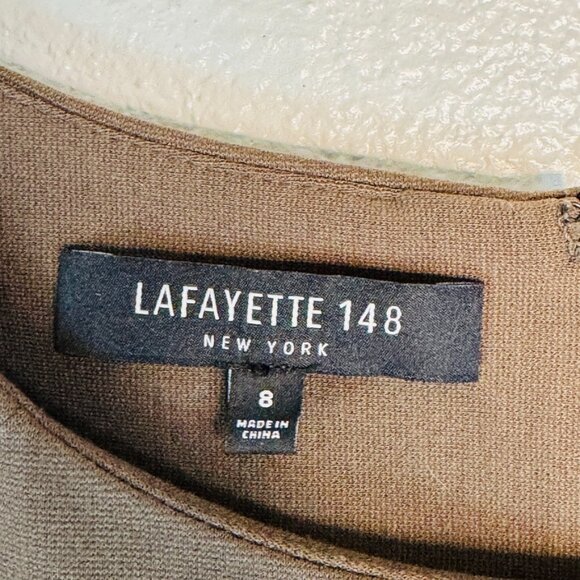 LAFAYETTE 148
NEW YORK
8
MADE IN
CHINA